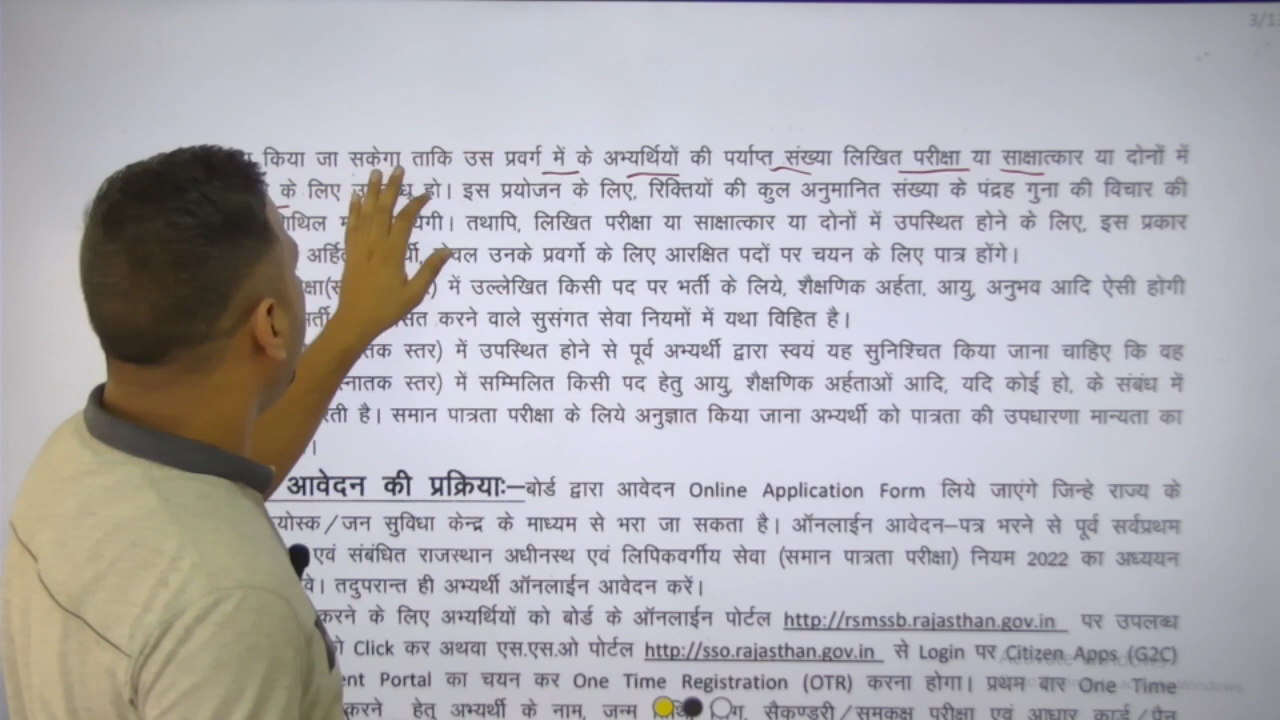 3/1
किया जा सकेगा ताकि उस प्रवर्ग में के अभ्यर्थियों की पर्याप्त संख्या लिखित परीक्षा या साक्षात्कार या दोनों में
के लिए हो। इस प्रयोजन के लिए, रिक्तियों की कुल अनुमानित संख्या के पंद्रह गुना की विचार की
तथापि, लिखित परीक्षा या साक्षात्कार या दोनों में उपस्थित होने के लिए, इस प्रकार
उनके प्रवर्गो के लिए आरक्षित पदों पर चयन के लिए पात्र होंगे।
में उल्लेखित किसी पद पर भर्ती के लिये, शैक्षणिक अर्हता, आयु, अनुभव आदि ऐसी होगी
करने वाले सुसंगत सेवा नियमों में यथा विहित है।
स्तर) में उपस्थित होने से पूर्व अभ्यर्थी द्वारा स्वयं यह सुनिश्चित किया जाना चाहिए कि वह
स्नातक स्तर) में सम्मिलित किसी पद हेतु आयु, शैक्षणिक अर्हताओं आदि, यदि कोई हो, के संबंध में
है। समान पात्रता परीक्षा के लिये अनुज्ञात किया जाना अभ्यर्थी को पात्रता की उपधारणा मान्यता का
।
आवेदन की प्रक्रियाः–बोर्ड द्वारा आवेदन Online Application Form लिये जाएंगे जिन्हे राज्य के
/जन सुविधा केन्द्र के माध्यम से भरा जा सकता है। ऑनलाईन आवेदन–पत्र भरने से पूर्व सर्वप्रथम
एवं संबंधित राजस्थान अधीनस्थ एवं लिपिकवर्गीय सेवा (समान पात्रता परीक्षा) नियम 2022 का अध्ययन
तदुपरान्त ही अभ्यर्थी ऑनलाईन आवेदन करें।
करने के लिए अभ्यर्थियों को बोर्ड के ऑनलाईन पोर्टल http://rsmssb.rajasthan.gov.in पर उपलब्ध
Click कर अथवा एस.एस.ओ पोर्टल http://sso.rajasthan.gov.in से Login पर Citizen Apps (G2C)
Portal का चयन कर One Time Registration (OTR) करना होगा। प्रथम बार One Time
करने हेतु अभ्यर्थी के नाम, जन्म सैकण्डरी/समकक्ष परीक्षा एवं आधार कार्ड/पैन